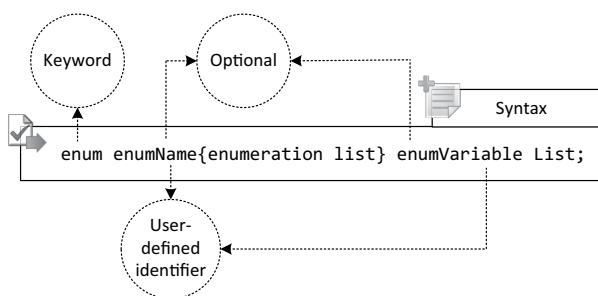 Keyword
Optional
Syntax
enum enumName{enumeration list} enumVariable List;
User-
defined
identifier